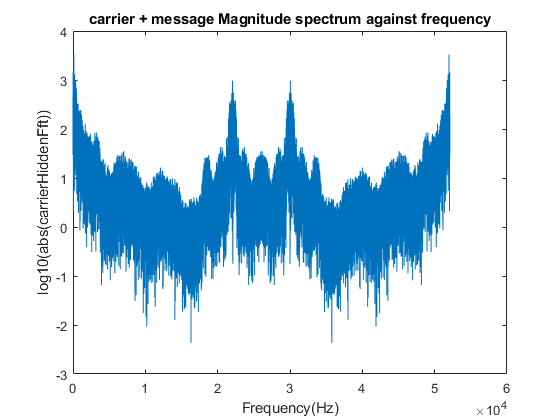 carrier + message Magnitude spectrum against frequency
log10(abs(carrierHiddenFft))
4
3
2
1
0
-1
-2
-3
0 1 2 3 4 5 6
Frequency(Hz)
×10^4